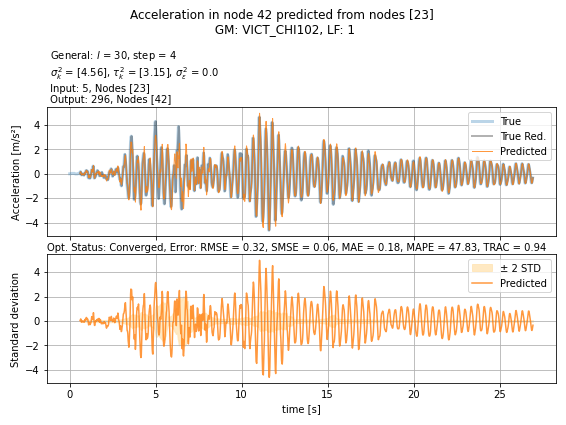 Acceleration in node 42 predicted from nodes [23]
GM: VICT_CHI102, LF: 1
General: l = 30, step = 4
σ²ₖ = [4.56], τ²ₖ = [3.15], σ²ε = 0.0
Input: 5, Nodes [23]
Output: 296, Nodes [42]
4
2
0
−2
−4
Acceleration [m/s²]
True
True Red.
Predicted
Opt. Status: Converged, Error: RMSE = 0.32, SMSE = 0.06, MAE = 0.18, MAPE = 47.83, TRAC = 0.94
4
2
0
−2
−4
Standard deviation
± 2 STD
Predicted
0 5 10 15 20 25
time [s]